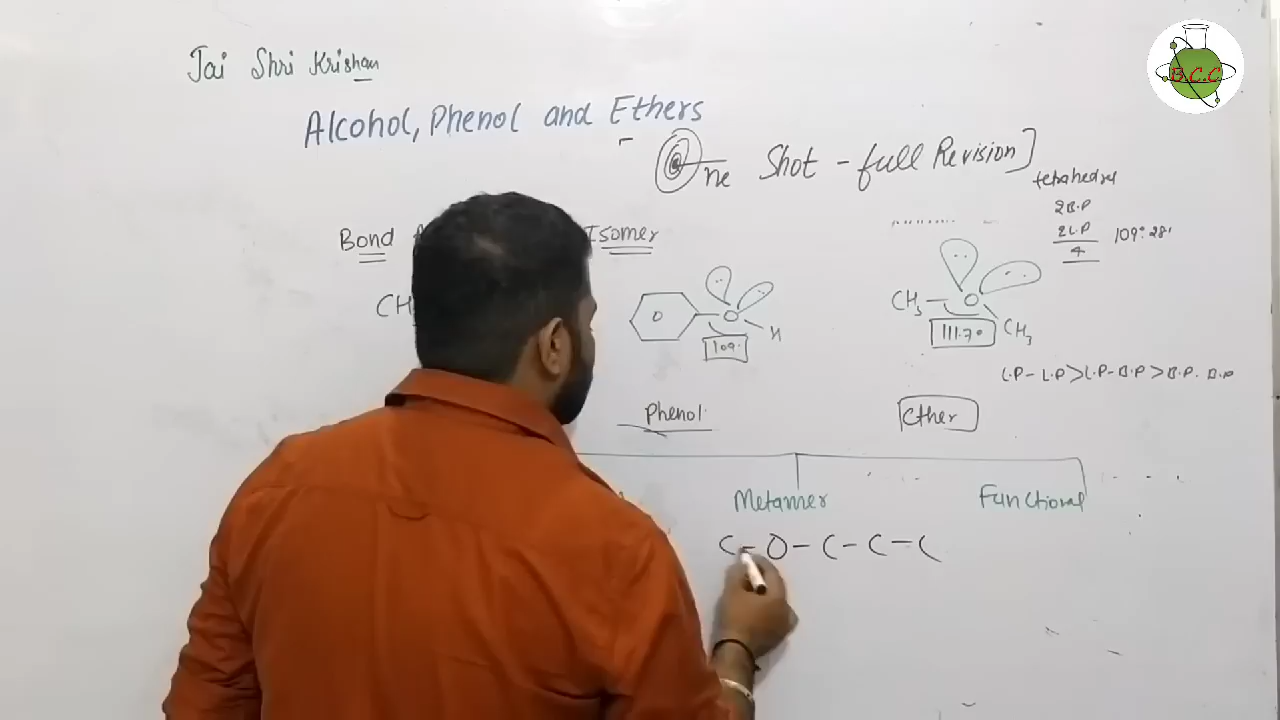 B.C.C
Jai Shri Krishan
Alcohol, Phenol and Ethers
One Shot - full Revision]
tetrahedral
2B.P
2L.P
4
109°.28'
Bond
Isomer
CH
O
H
109°
CH3 O CH3
111.7°
L.P - L.P > L.P - B.P > B.P. B.P
Phenol
Ether
Metamer
Functional
C - O - C - C - C